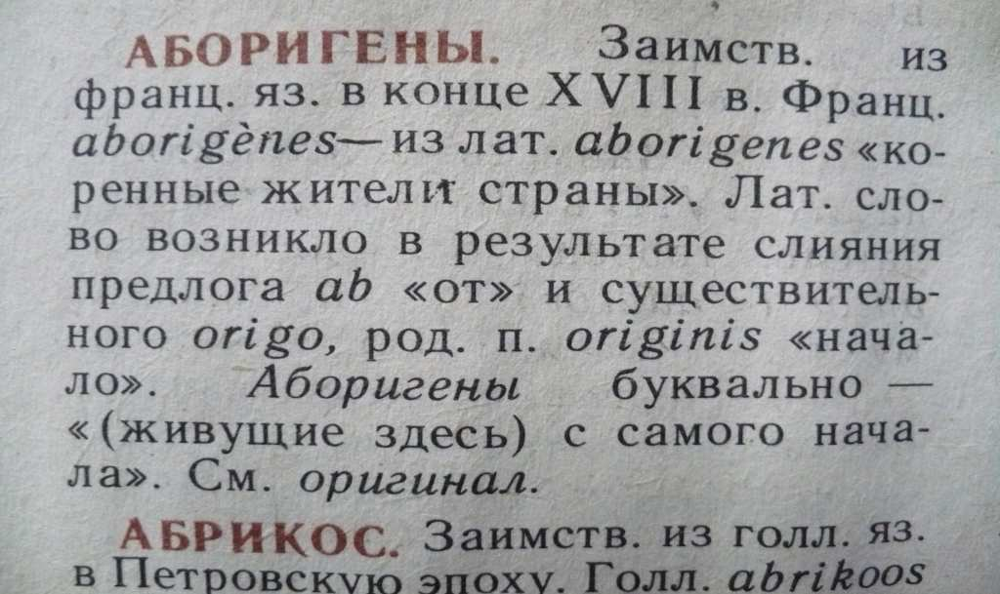 АБОРИГЕНЫ. Заимств. из
франц. яз. в конце XVIII в. Франц.
aborigènes—из лат. aborigenes «ко-
ренные жители страны». Лат. сло-
во возникло в результате слияния
предлога ab «от» и существитель-
ного origo, род. п. originis «нача-
ло». Аборигены буквально —
«(живущие здесь) с самого нача-
ла». См. оригинал.
АБРИКОС. Заимств. из голл. яз.
в Петровскую эпоху. Голл. abrikoos